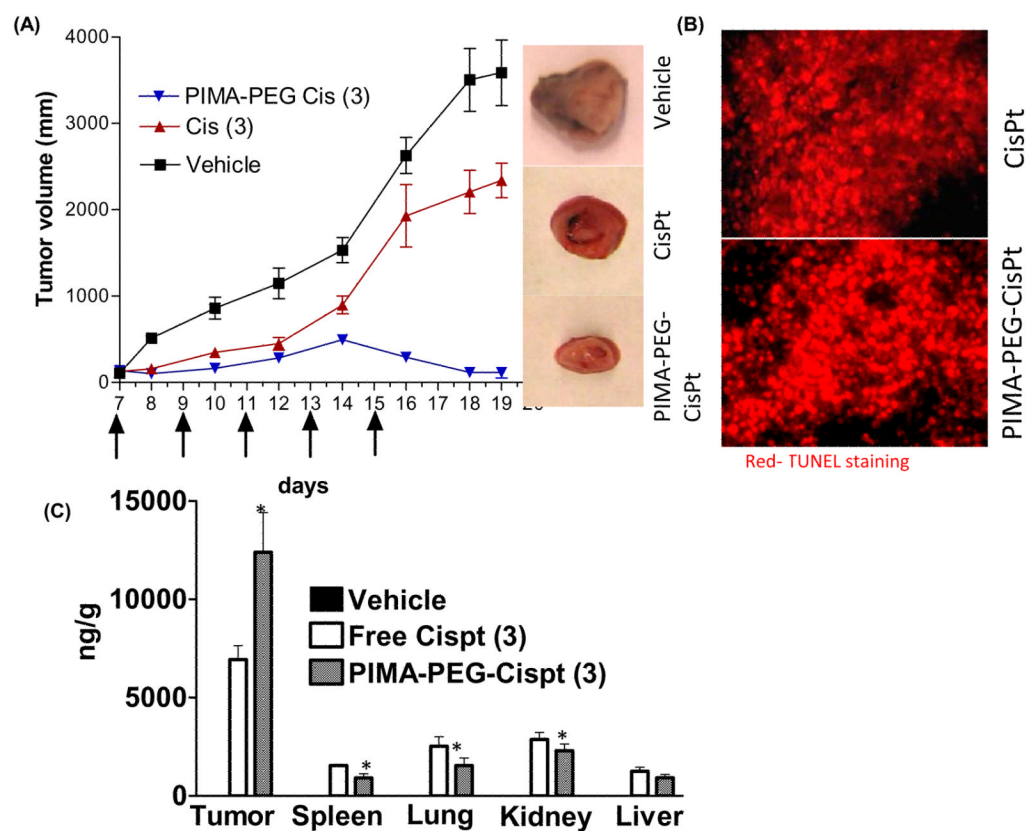 (A)
4000
3000
2000
1000
0
Tumor volume (mm)
PIMA-PEG Cis (3)
Cis (3)
Vehicle
7 8 9 10 11 12 13 14 15 16 17 18 19
days
Vehicle
CisPt
PIMA-PEG-
CisPt
(B)
CisPt
PIMA-PEG-CisPt
Red- TUNEL staining
(C)
15000
10000
5000
0
ng/g
*
Vehicle
Free Cispt (3)
PIMA-PEG-Cispt (3)
* * *
Tumor Spleen Lung Kidney Liver